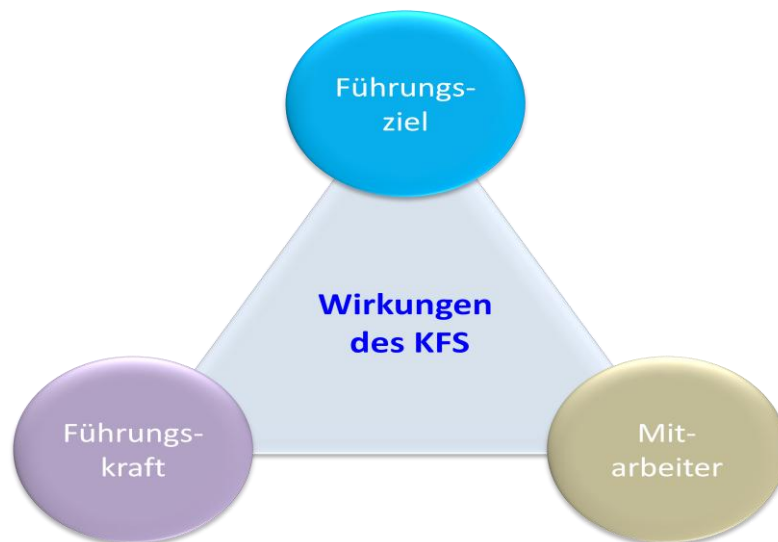 Führungs-
ziel
Wirkungen
des KFS
Führungs-
kraft
Mit-
arbeiter